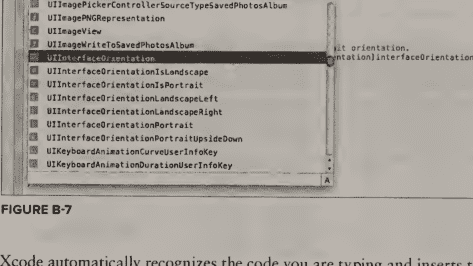 UIImagePickerControllerSourceTypeSavedPhotosAlbum
UIImagePNGRepresentation
UIImageView
UIImageWriteToSavedPhotosAlbum
it orientation.
UIInterfaceOrientation
ntation)interfaceOrientation
UIInterfaceOrientationIsLandscape
UIInterfaceOrientationIsPortrait
UIInterfaceOrientationLandscapeLeft
UIInterfaceOrientationLandscapeRight
UIInterfaceOrientationPortrait
UIInterfaceOrientationPortraitUpsideDown
UIKeyboardAnimationCurveUserInfoKey
UIKeyboardAnimationDurationUserInfoKey
A
FIGURE B-7
Xcode automatically recognizes the code you are typing and inserts